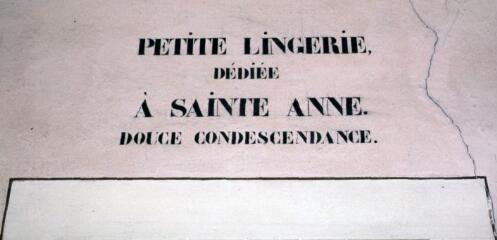 PETITE LINGERIE,
DÉDIÉE
À SAINTE ANNE.
DOUCE CONDESCENDANCE.